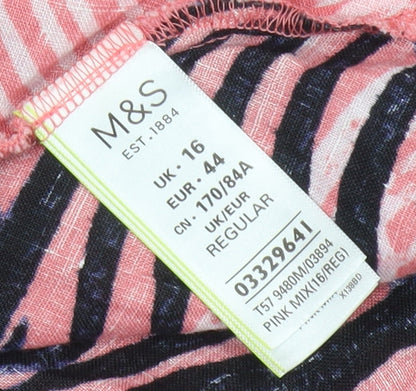 M&S
EST. 1884
UK • 16
EUR • 44
CN • 170/84A
UK/EUR
REGULAR
03329641
T57 9480M/03894
PINK MIX(16/REG)